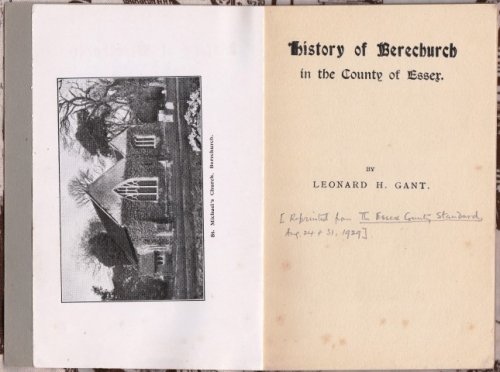 St. Michael's Church, Berechurch.
History of Berechurch
in the County of Essex.
BY
LEONARD H. GANT.
[Reprinted from The Essex County Standard,
Aug. 24 & 31, 1929].